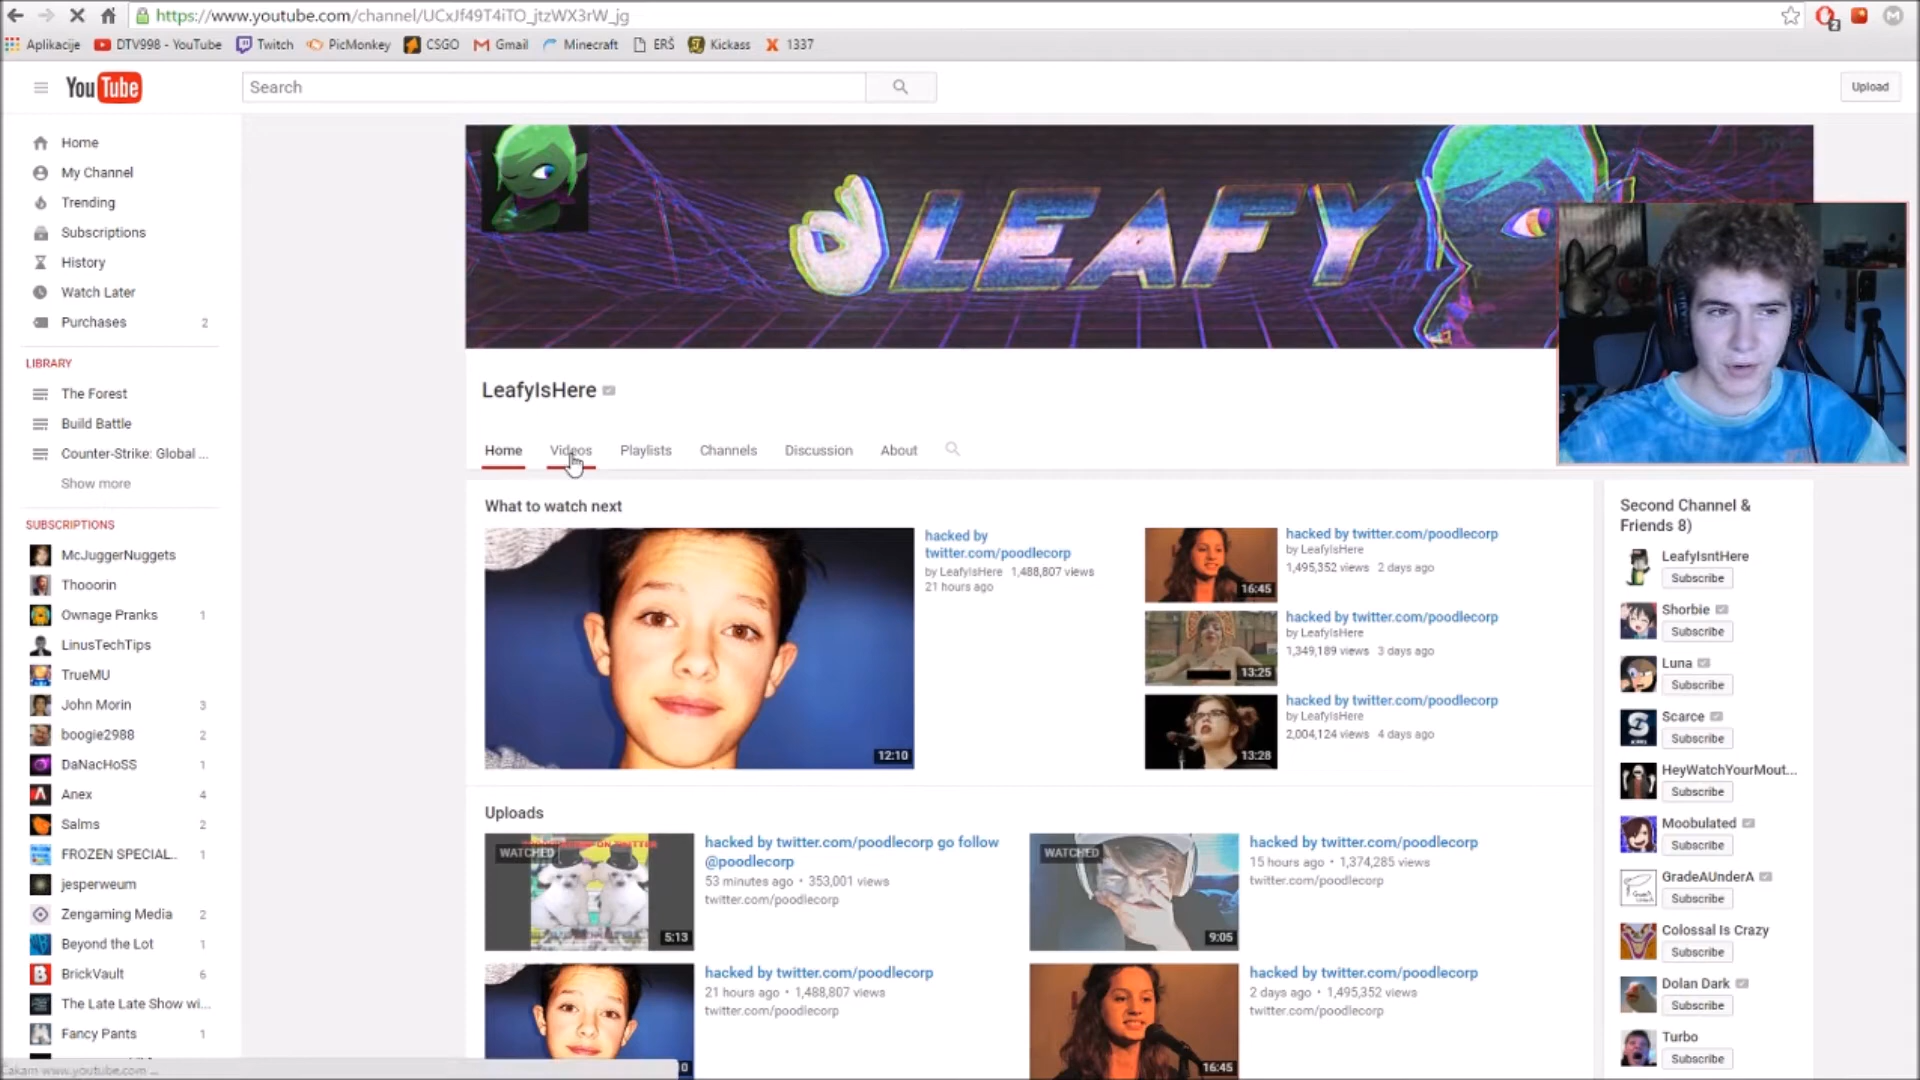 https://www.youtube.com/channel/UCxJf49T4iTO_jtzWX3rW_jg
2
M
Aplikacije
DTV998 - YouTube
Twitch
PicMonkey
CSGO
Gmail
Minecraft
ERŠ
Kickass
1337
YouTube
Search
Upload
Home
My Channel
Trending
Subscriptions
History
Watch Later
Purchases 2
LIBRARY
The Forest
Build Battle
Counter-Strike: Global ...
Show more
SUBSCRIPTIONS
McJuggerNuggets
Thooorin
Ownage Pranks 1
LinusTechTips
TrueMU
John Morin 3
boogie2988 2
DaNacHoSS 1
Anex 4
Salms 2
FROZEN SPECIAL.. 1
jesperweum
Zengaming Media 2
Beyond the Lot 1
BrickVault 6
The Late Late Show wi...
Fancy Pants 1
LEAFY
LeafyIsHere
Home
Videos
Playlists
Channels
Discussion
About
What to watch next
12:10
hacked by
twitter.com/poodlecorp
by LeafyIsHere 1,488,807 views
21 hours ago
16:45
hacked by twitter.com/poodlecorp
by LeafyIsHere
1,495,352 views 2 days ago
13:25
hacked by twitter.com/poodlecorp
by LeafyIsHere
1,349,189 views 3 days ago
13:28
hacked by twitter.com/poodlecorp
by LeafyIsHere
2,004,124 views 4 days ago
Uploads
WATCHED
5:13
hacked by twitter.com/poodlecorp go follow
@poodlecorp
53 minutes ago • 353,001 views
twitter.com/poodlecorp
WATCHED
9:05
hacked by twitter.com/poodlecorp
15 hours ago • 1,374,285 views
twitter.com/poodlecorp
hacked by twitter.com/poodlecorp
21 hours ago • 1,488,807 views
twitter.com/poodlecorp
16:45
hacked by twitter.com/poodlecorp
2 days ago • 1,495,352 views
twitter.com/poodlecorp
Second Channel &
Friends 8)
LeafyIsntHere
Subscribe
Shorbie
Subscribe
Luna
Subscribe
Scarce
Subscribe
HeyWatchYourMout...
Subscribe
Moobulated
Subscribe
GradeAUnderA
Subscribe
Colossal Is Crazy
Subscribe
Dolan Dark
Subscribe
Turbo
Subscribe
Čakam www.youtube.com ...